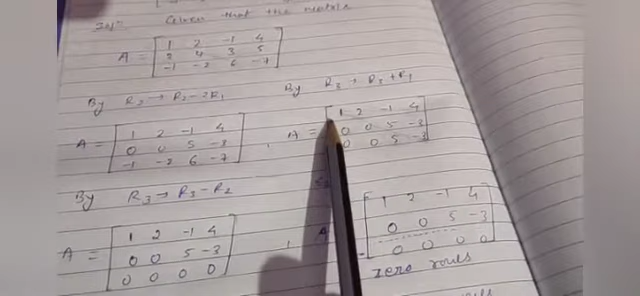 Soln Given that the matrix
A = [ 1 2 -1 4
2 4 3 5
-1 -2 6 -7 ]
By R2 → R2 - 2R1
A = [ 1 2 -1 4
0 0 5 -3
-1 -2 6 -7 ] ,
By R3 → R3 + R1
A = [ 1 2 -1 4
0 0 5 -3
0 0 5 -3 ]
By R3 → R3 - R2
A = [ 1 2 -1 4
0 0 5 -3
0 0 0 0 ] ,
A [ 1 2 -1 4
0 0 5 -3
0 0 0 0 ]
zero